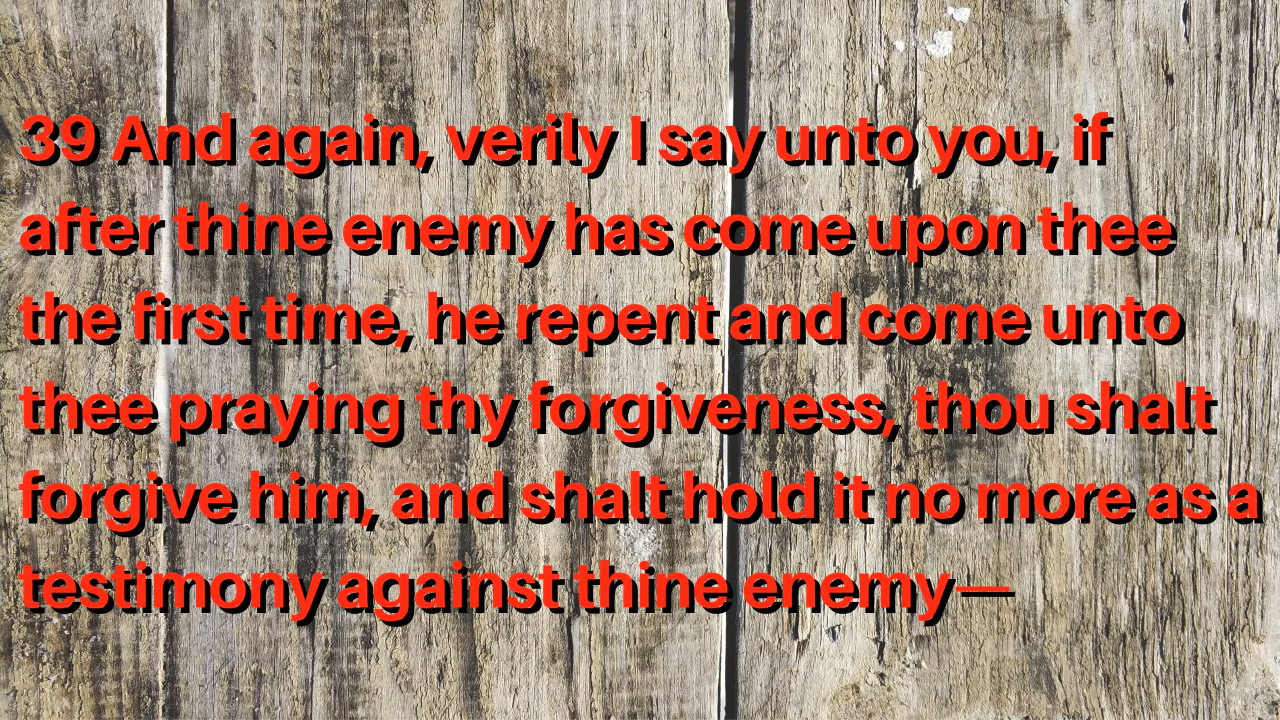 39 And again, verily I say unto you, if
after thine enemy has come upon thee
the first time, he repent and come unto
thee praying thy forgiveness, thou shalt
forgive him, and shalt hold it no more as a
testimony against thine enemy—